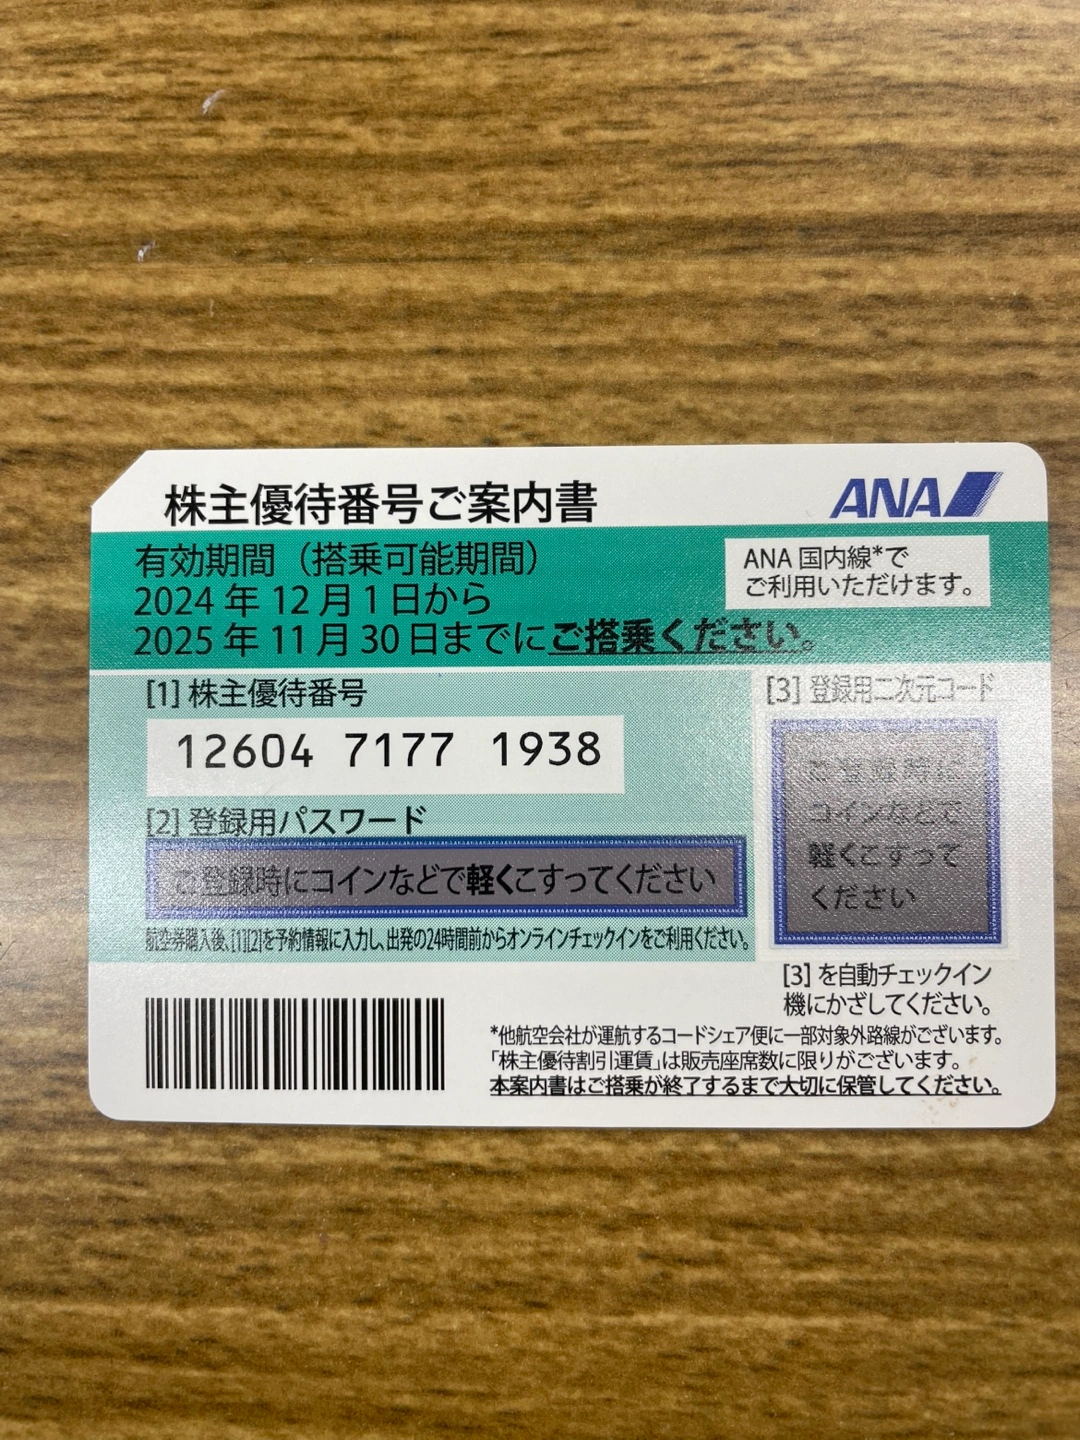 株主優待番号ご案内書
ANA
有効期間（搭乗可能期間）
2024 年 12 月 1 日から
2025 年 11 月 30 日までにご搭乗ください。
ANA 国内線*で
ご利用いただけます。
[1] 株主優待番号
12604 7177 1938
[2] 登録用パスワード
ご登録時にコインなどで軽くこすってください
航空券購入後、[1][2]を予約情報に入力し、出発の24時間前からオンラインチェックインをご利用ください。
[3] 登録用二次元コード
ご登録時に
コインなどで
軽くこすって
ください
[3] を自動チェックイン
機にかざしてください。
*他航空会社が運航するコードシェア便に一部対象外路線がございます。
「株主優待割引運賃」は販売座席数に限りがございます。
本案内書はご搭乗が終了するまで大切に保管してください。